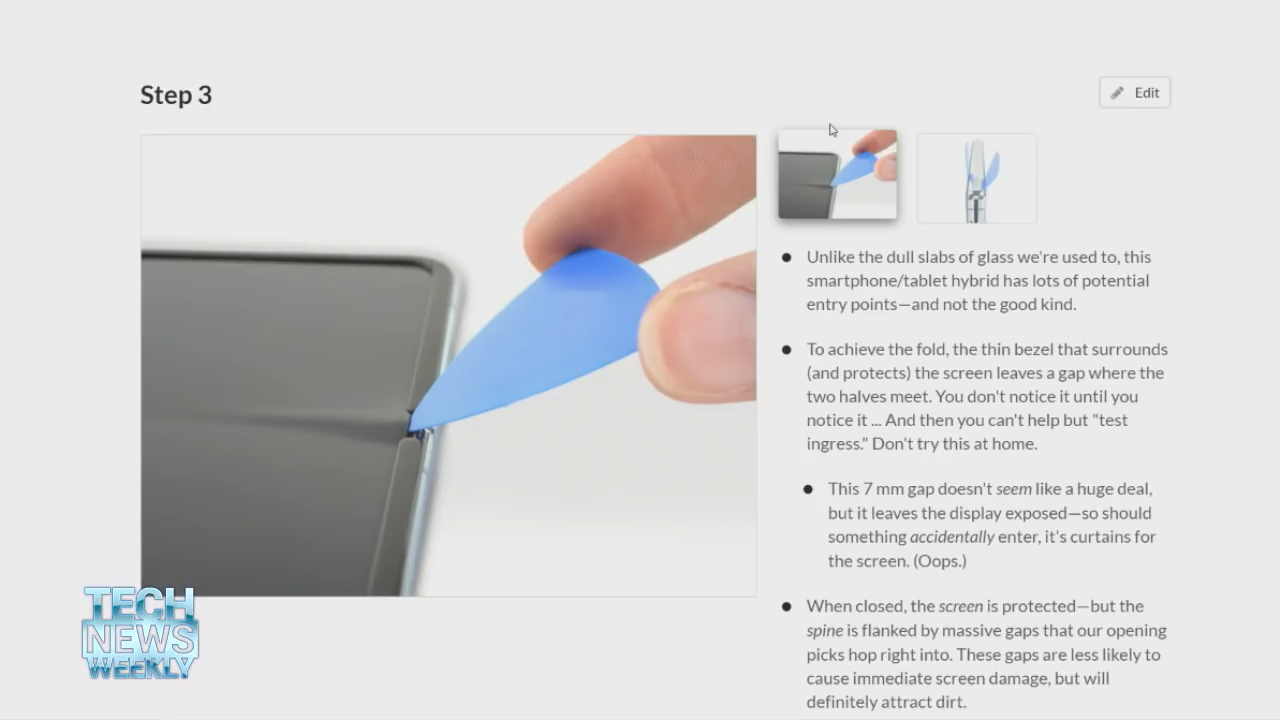 Step 3
Edit
Unlike the dull slabs of glass we're used to, this
smartphone/tablet hybrid has lots of potential
entry points—and not the good kind.
To achieve the fold, the thin bezel that surrounds
(and protects) the screen leaves a gap where the
two halves meet. You don't notice it until you
notice it ... And then you can't help but "test
ingress." Don't try this at home.
This 7 mm gap doesn't seem like a huge deal,
but it leaves the display exposed—so should
something accidentally enter, it's curtains for
the screen. (Oops.)
When closed, the screen is protected—but the
spine is flanked by massive gaps that our opening
picks hop right into. These gaps are less likely to
cause immediate screen damage, but will
definitely attract dirt.
TECH
NEWS
WEEKLY